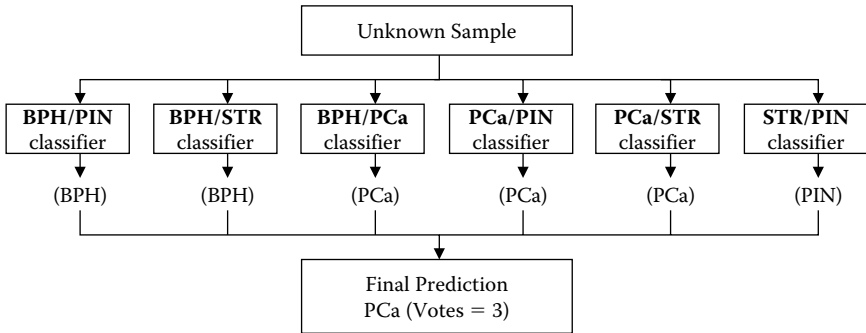 Unknown Sample
BPH/PIN
classifier
BPH/STR
classifier
BPH/PCa
classifier
PCa/PIN
classifier
PCa/STR
classifier
STR/PIN
classifier
(BPH)
(BPH)
(PCa)
(PCa)
(PCa)
(PIN)
Final Prediction
PCa (Votes = 3)